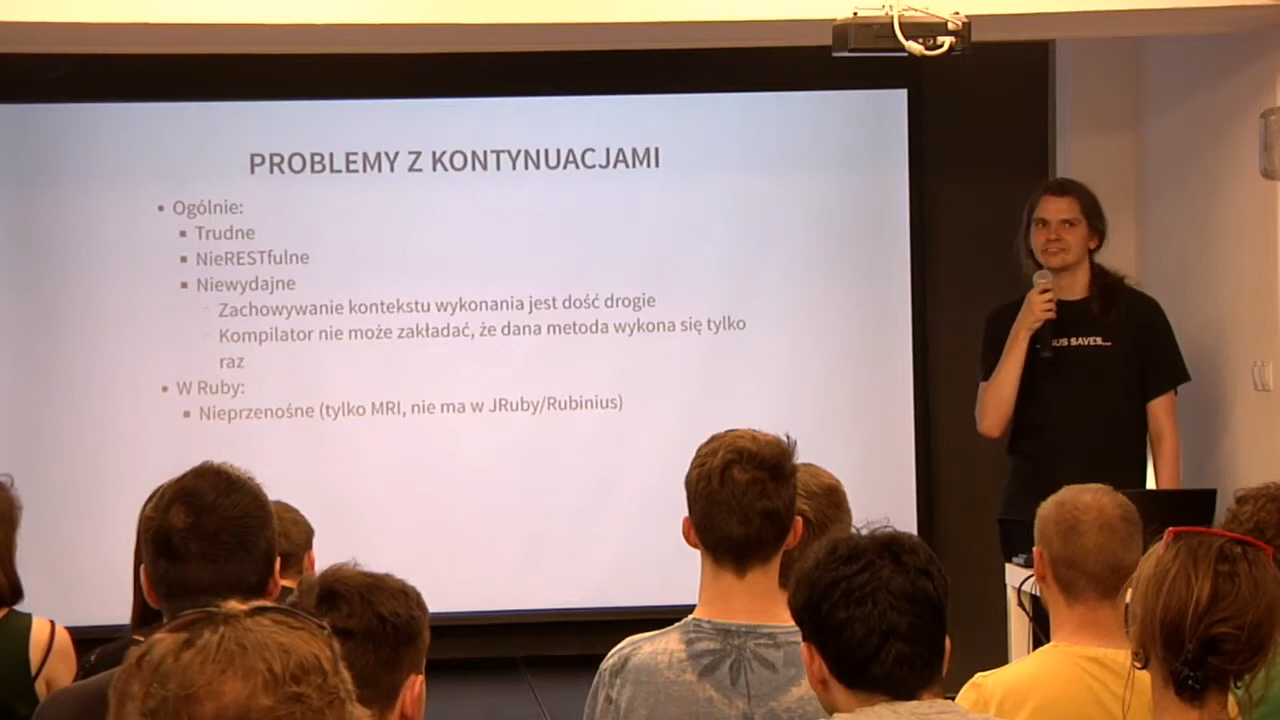 PROBLEMY Z KONTYNUACJAMI
• Ogólnie:
▪ Trudne
▪ NieRESTfulne
▪ Niewydajne
Zachowywanie kontekstu wykonania jest dość drogie
Kompilator nie może zakładać, że dana metoda wykona się tylko
raz
• W Ruby:
▪ Nieprzenośne (tylko MRI, nie ma w JRuby/Rubinius)
SAVES...